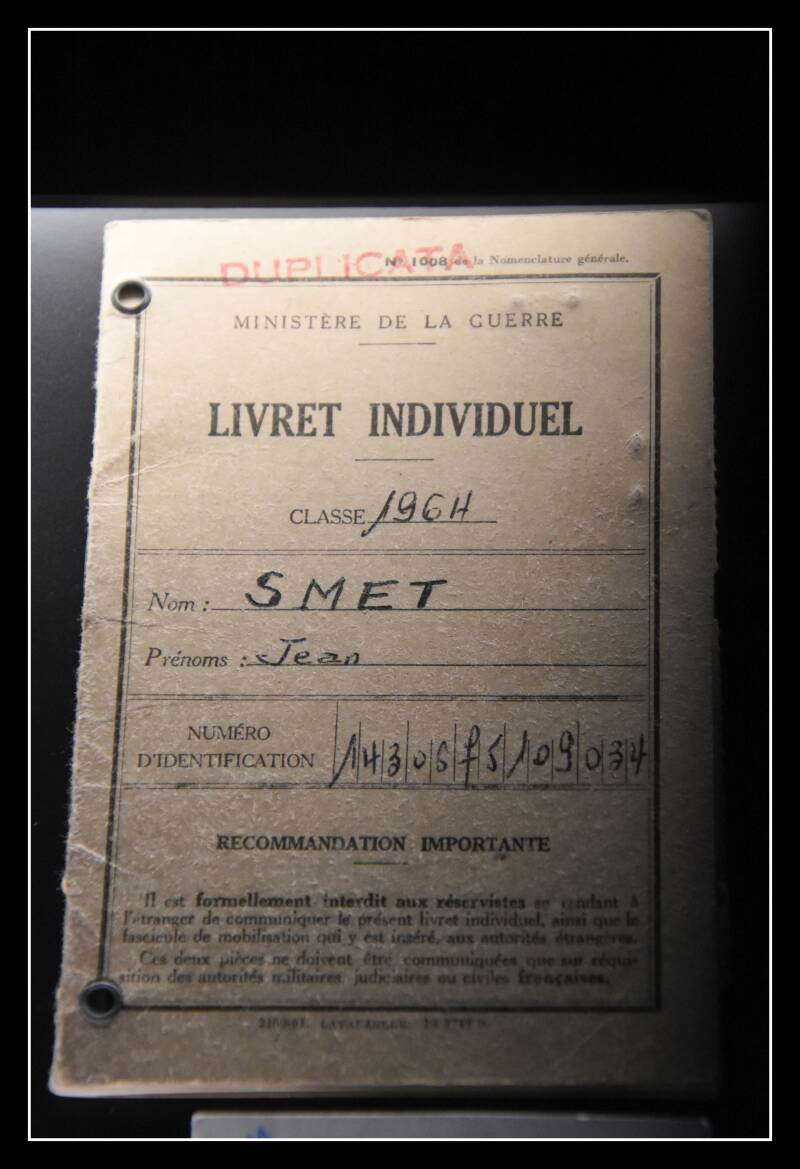 DUPLICATA
N° 1008 de la Nomenclature générale.
MINISTÈRE DE LA GUERRE
LIVRET INDIVIDUEL
CLASSE 1964
Nom : SMET
Prénoms : Jean
NUMÉRO
D'IDENTIFICATION 1430675109034
RECOMMANDATION IMPORTANTE
Il est formellement interdit aux réservistes se rendant à
l'étranger de communiquer le présent livret individuel, ainsi que le
fascicule de mobilisation qui y est inséré, aux autorités étrangères.
Ces deux pièces ne doivent être communiquées que sur réqui-
sition des autorités militaires, judiciaires ou civiles françaises.